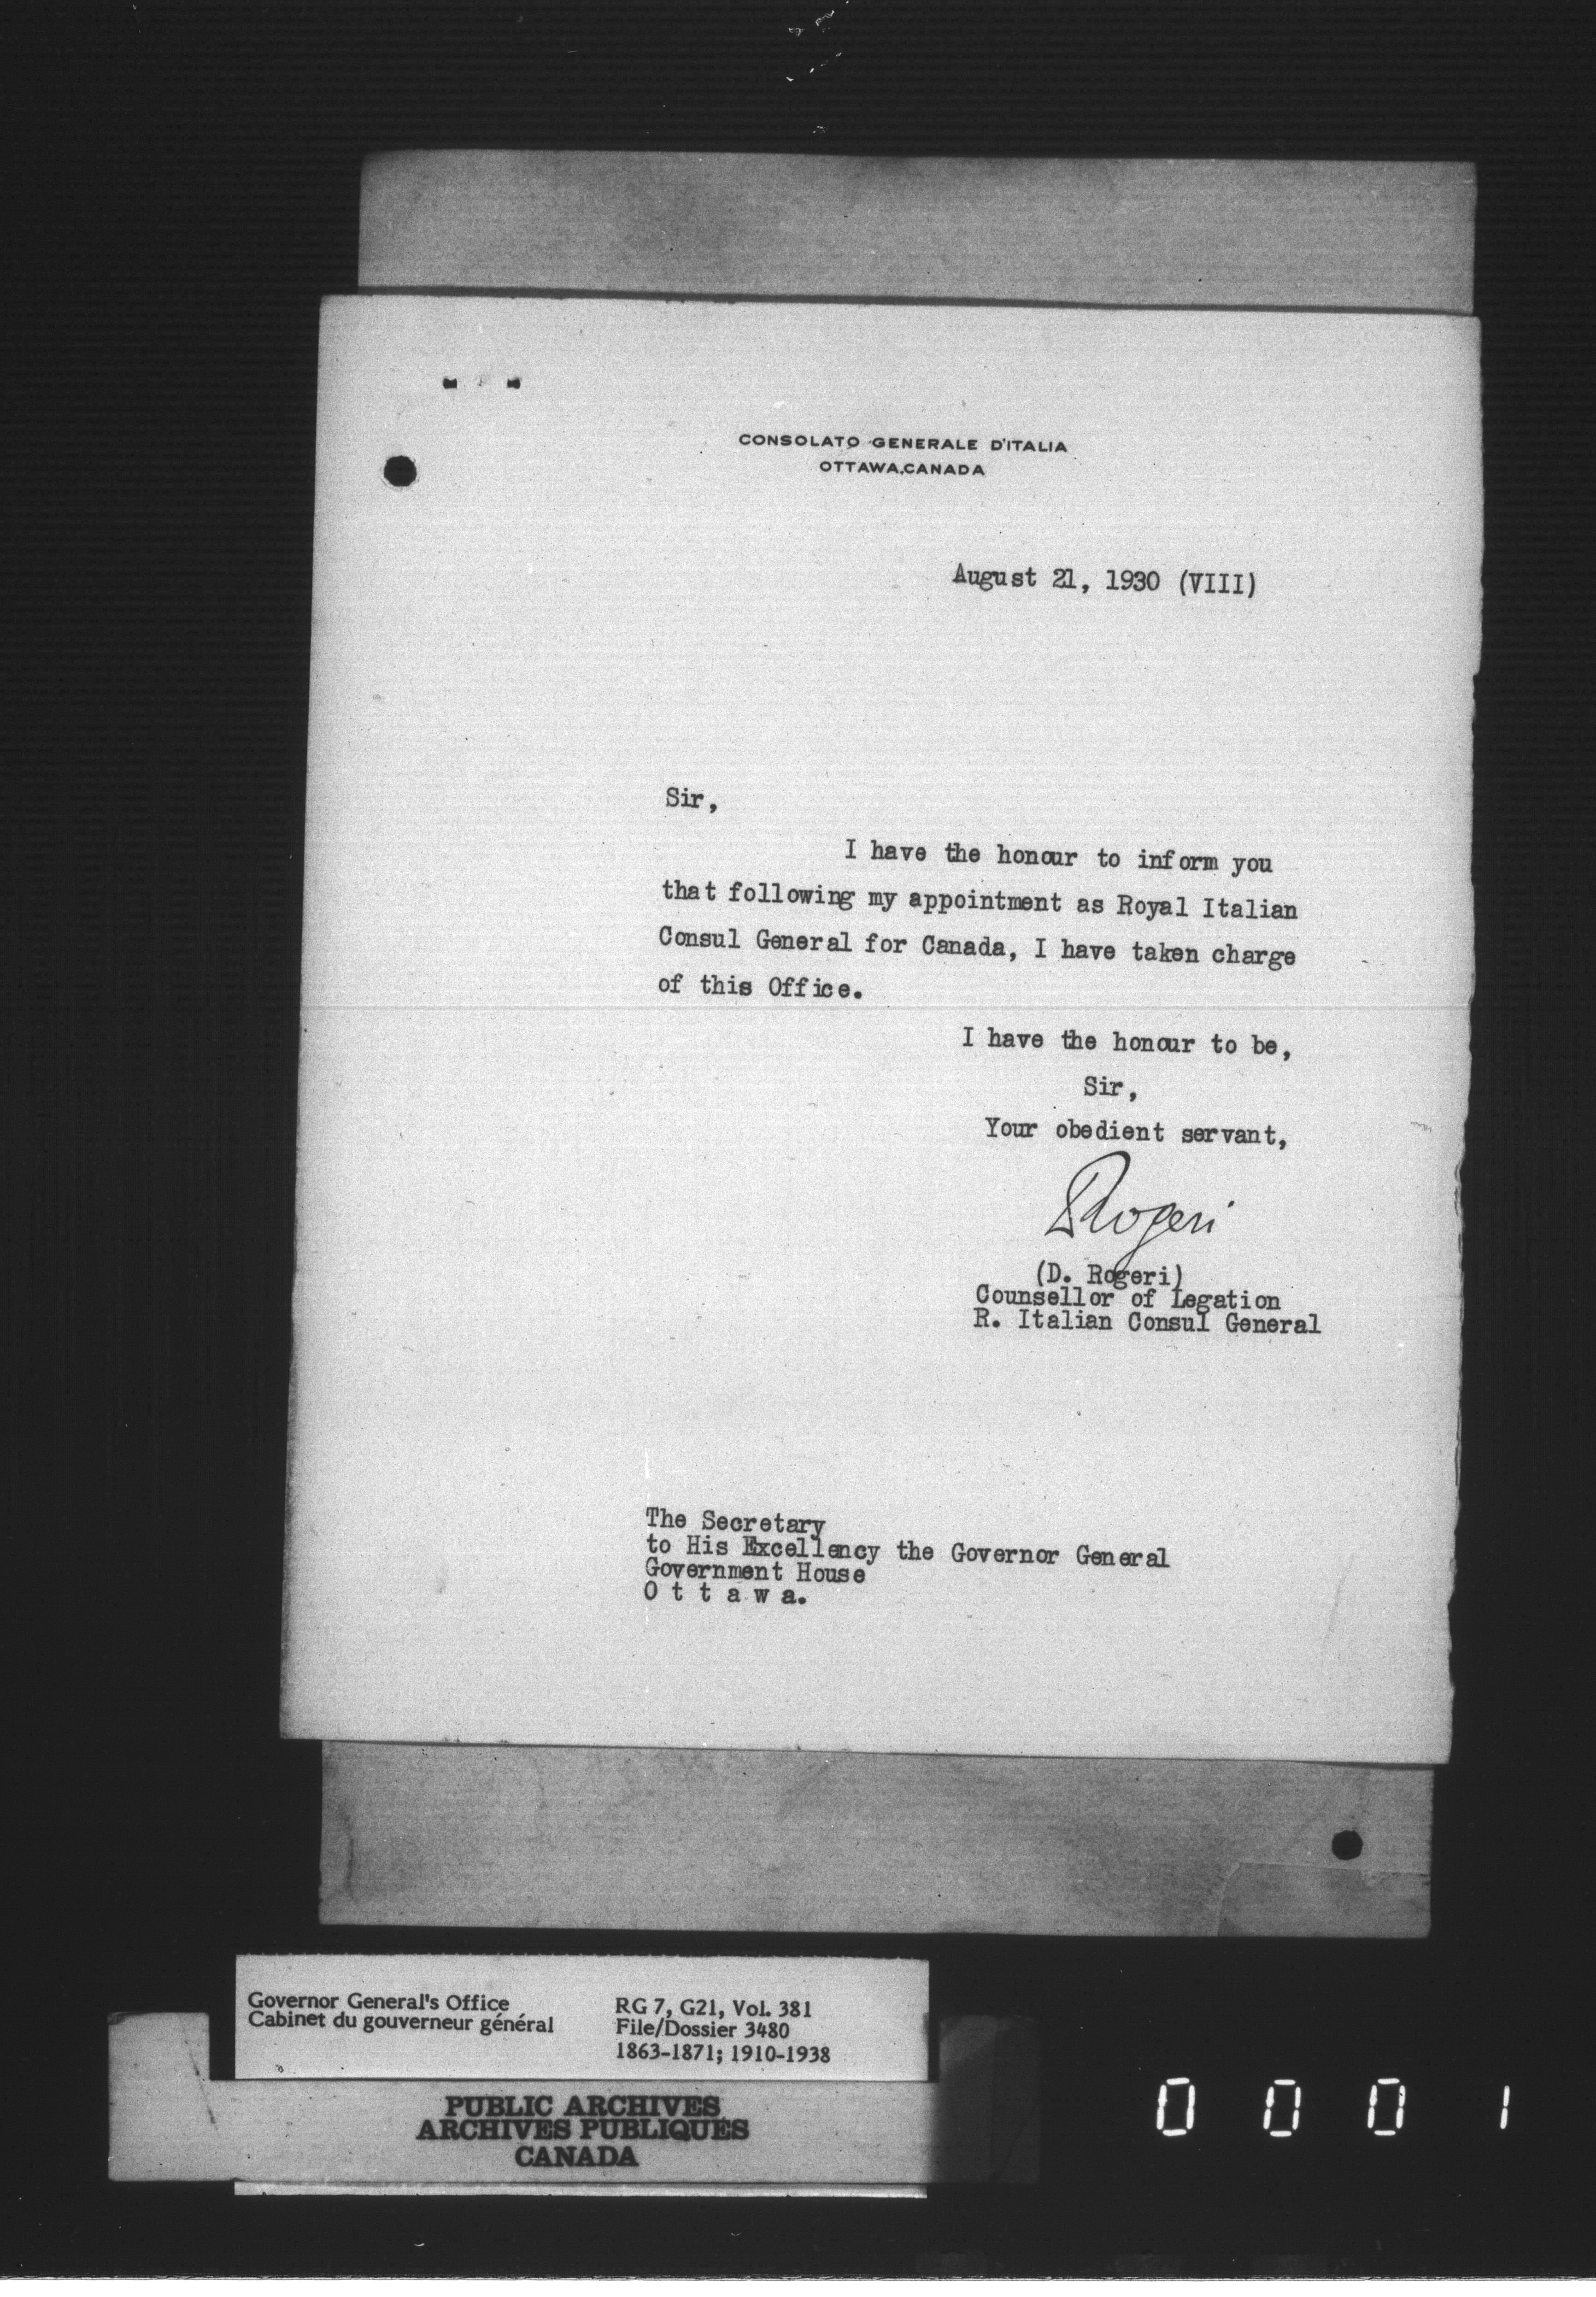 CONSOLATO GENERALE D'ITALIA
OTTAWA,CANADA
August 21, 1930 (VIII)
Sir,
I have the honour to inform you
that following my appointment as Royal Italian
Consul General for Canada, I have taken charge
of this Office.
I have the honour to be,
Sir,
Your obedient servant,
DRogeri
(D. Rogeri)
Counsellor of Legation
R. Italian Consul General
The Secretary
to His Excellency the Governor General
Government House
O t t a w a.
Governor General's Office
Cabinet du gouverneur général
RG 7, G21, Vol. 381
File/Dossier 3480
1863-1871; 1910-1938
PUBLIC ARCHIVES
ARCHIVES PUBLIQUES
CANADA
0 0 0 1